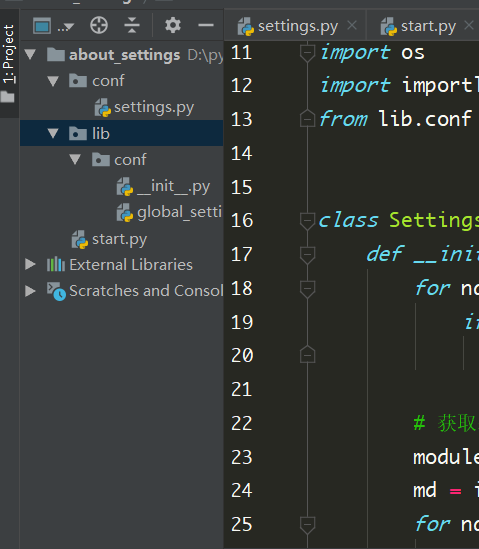 1: Project
about_settings D:\py
conf
settings.py
lib
conf
__init__.py
global_setti
start.py
External Libraries
Scratches and Consol
settings.py
start.py
11 import os
12 import importl
13 from lib.conf
14
15
16 class Settings
17 def __init
18 for no
19 if
20
21
22 # 获取
23 module
24 md = i
25 for no